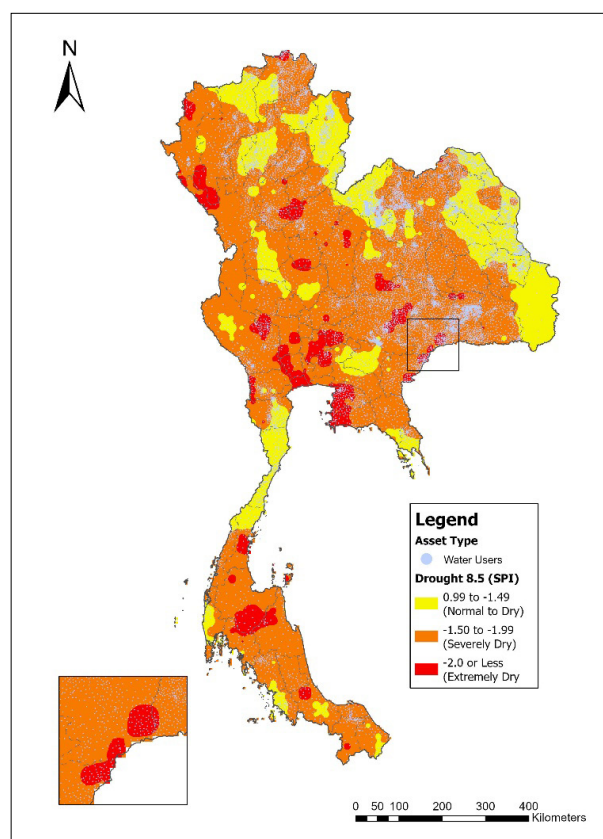 N
Legend
Asset Type
Water Users
Drought 8.5 (SPI)
0.99 to -1.49
(Normal to Dry)
-1.50 to -1.99
(Severely Dry)
-2.0 or Less
(Extremely Dry
0 50 100 200 300 400
Kilometers